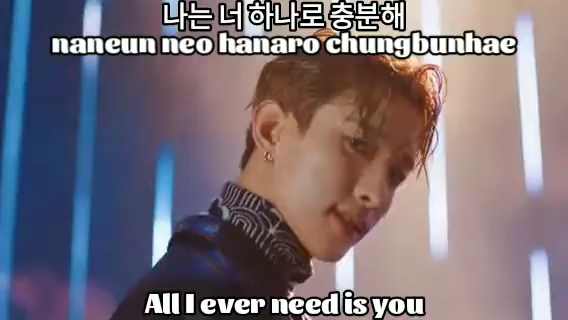 나는 너 하나로 충분해
naneun neo hanaro chungbunhae
All I ever need is you